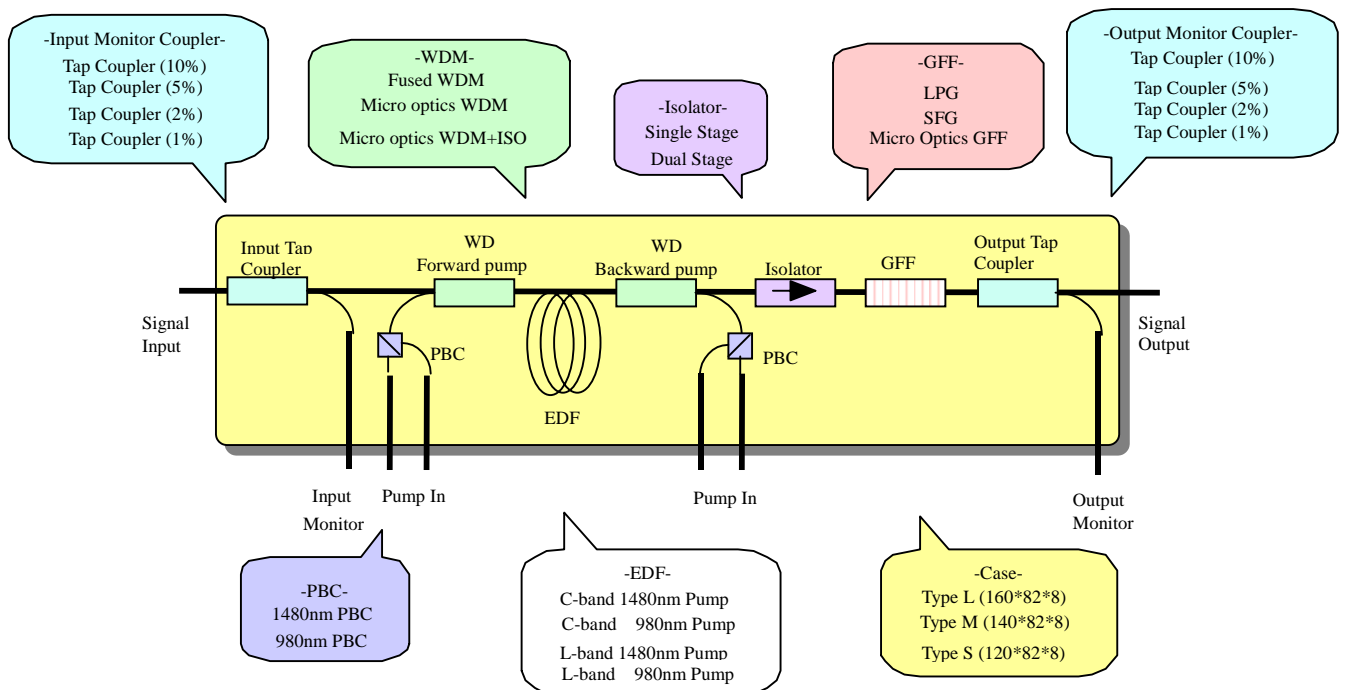 -Input Monitor Coupler-
Tap Coupler (10%)
Tap Coupler (5%)
Tap Coupler (2%)
Tap Coupler (1%)
-WDM-
Fused WDM
Micro optics WDM
Micro optics WDM+ISO
-Isolator-
Single Stage
Dual Stage
-GFF-
LPG
SFG
Micro Optics GFF
-Output Monitor Coupler-
Tap Coupler (10%)
Tap Coupler (5%)
Tap Coupler (2%)
Tap Coupler (1%)
Input Tap
Coupler
WD
Forward pump
WD
Backward pump
Isolator
GFF
Output Tap
Coupler
Signal
Input
PBC
EDF
PBC
Signal
Output
Input
Monitor
Pump In
Pump In
Output
Monitor
-PBC-
1480nm PBC
980nm PBC
-EDF-
C-band 1480nm Pump
C-band 980nm Pump
L-band 1480nm Pump
L-band 980nm Pump
-Case-
Type L (160*82*8)
Type M (140*82*8)
Type S (120*82*8)